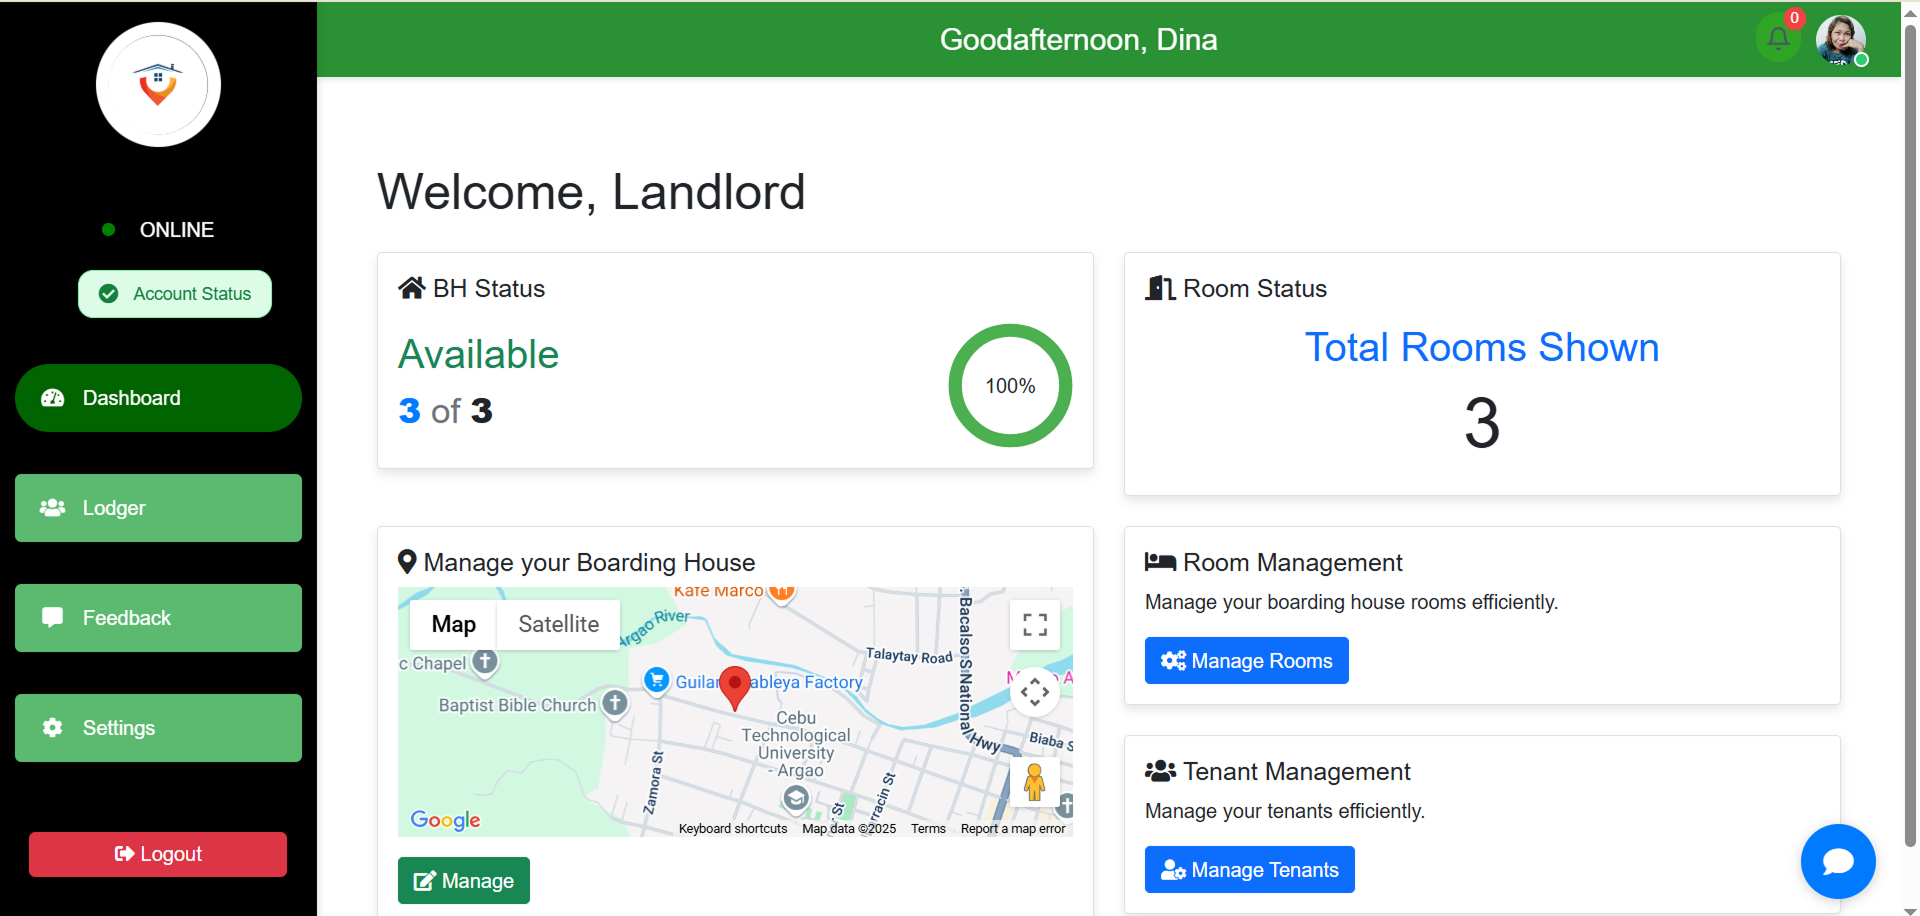 Goodafternoon, Dina
0
ONLINE
Account Status
Dashboard
Lodger
Feedback
Settings
Logout
Welcome, Landlord
BH Status
Available
3 of 3
100%
Room Status
Total Rooms Shown
3
Manage your Boarding House
Map
Satellite
Kafe Marco
Argao River
c Chapel
Talaytay Road
N. Bacalso S National Hwy
Baptist Bible Church
ableya Factory
Cebu
Technological
University
- Argao
Biaba S
Zamora St
rracin St
St
Google
Keyboard shortcuts
Map data ©2025
Terms
Report a map error
Manage
Room Management
Manage your boarding house rooms efficiently.
Manage Rooms
Tenant Management
Manage your tenants efficiently.
Manage Tenants